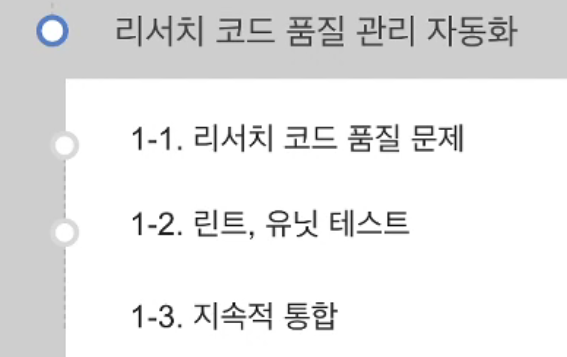 리서치 코드 품질 관리 자동화
1-1. 리서치 코드 품질 문제
1-2. 린트, 유닛 테스트
1-3. 지속적 통합